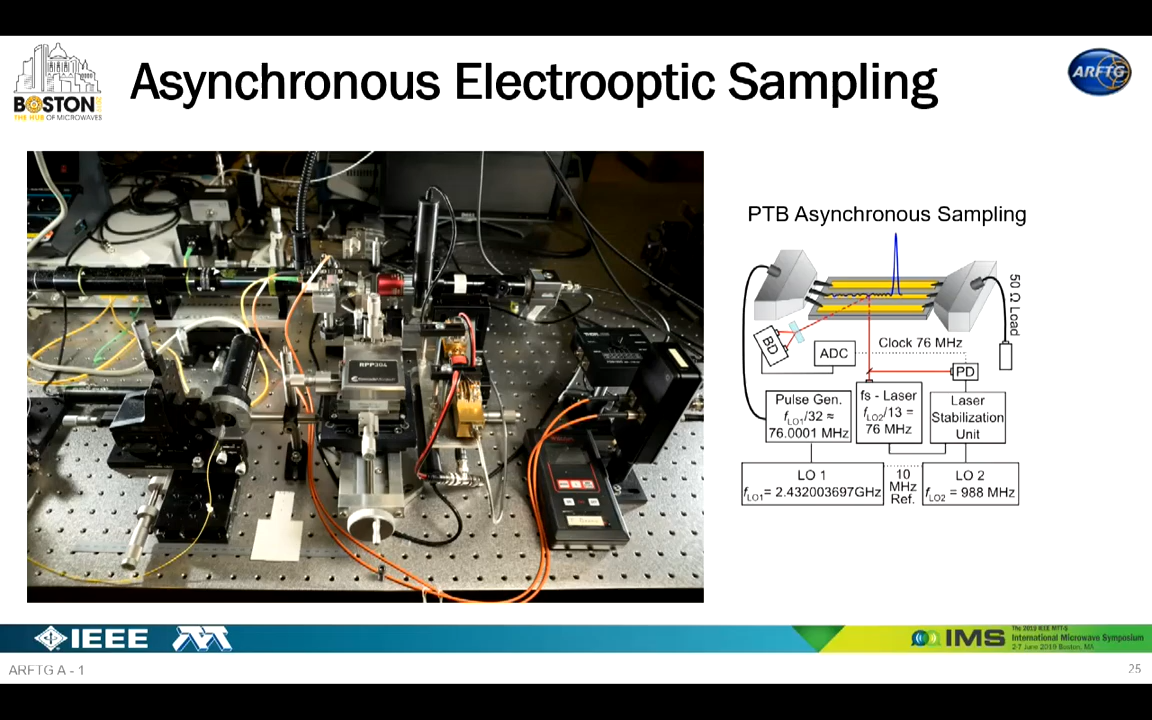 Asynchronous Electrooptic Sampling
BOSTON
THE HUB OF MICROWAVES
ARFTG
DELL
RPP304
PTB Asynchronous Sampling
50 Ω Load
BD
ADC
Clock 76 MHz
PD
Pulse Gen.
fLO1/32 ≈
76.0001 MHz
fs - Laser
fLO2/13 =
76 MHz
Laser
Stabilization
Unit
LO 1
fLO1= 2.432003697GHz
10
MHz
Ref.
LO 2
fLO2 = 988 MHz
IEEE
IMS
The 2019 IEEE MTT-S
International Microwave Symposium
2-7 June 2019 Boston, MA
ARFTG A - 1
25